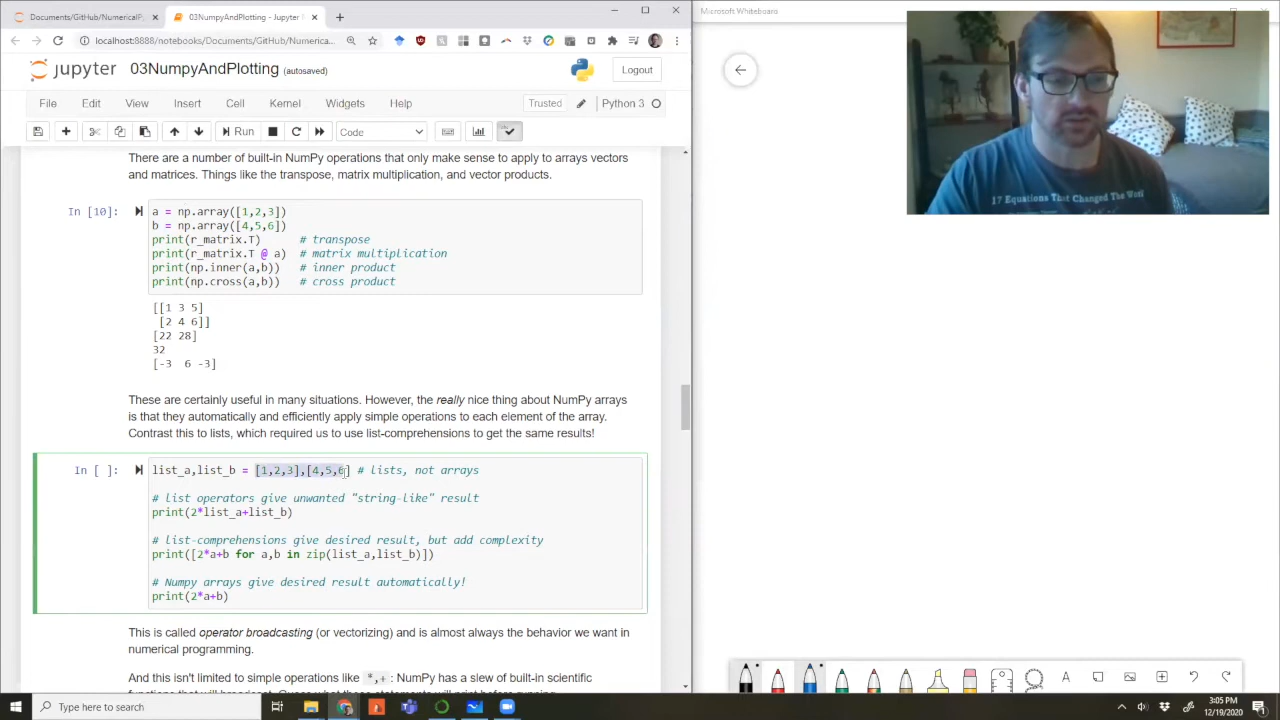 Documents/GitHub/NumericalPy
03NumpyAndPlotting - Jupyter
Microsoft Whiteboard
localhost:8888/notebooks/Documents/GitHub/Numerica...
jupyter 03NumpyAndPlotting (autosaved)
Logout
File Edit View Insert Cell Kernel Widgets Help
Trusted
Python 3
Run
Code
There are a number of built-in NumPy operations that only make sense to apply to arrays vectors
and matrices. Things like the transpose, matrix multiplication, and vector products.
In [10]:
a = np.array([1,2,3])
b = np.array([4,5,6])
print(r_matrix.T) # transpose
print(r_matrix.T @ a) # matrix multiplication
print(np.inner(a,b)) # inner product
print(np.cross(a,b)) # cross product
[[1 3 5]
[2 4 6]]
[22 28]
32
[-3 6 -3]
These are certainly useful in many situations. However, the really nice thing about NumPy arrays
is that they automatically and efficiently apply simple operations to each element of the array.
Contrast this to lists, which required us to use list-comprehensions to get the same results!
In [ ]:
list_a,list_b = [1,2,3],[4,5,6] # lists, not arrays
# list operators give unwanted "string-like" result
print(2*list_a+list_b)
# list-comprehensions give desired result, but add complexity
print([2*a+b for a,b in zip(list_a,list_b)])
# Numpy arrays give desired result automatically!
print(2*a+b)
This is called operator broadcasting (or vectorizing) and is almost always the behavior we want in
numerical programming.
And this isn't limited to simple operations like *,+: NumPy has a slew of built-in scientific
17 Equations That Changed The World
Type here to search
3:05 PM
12/19/2020